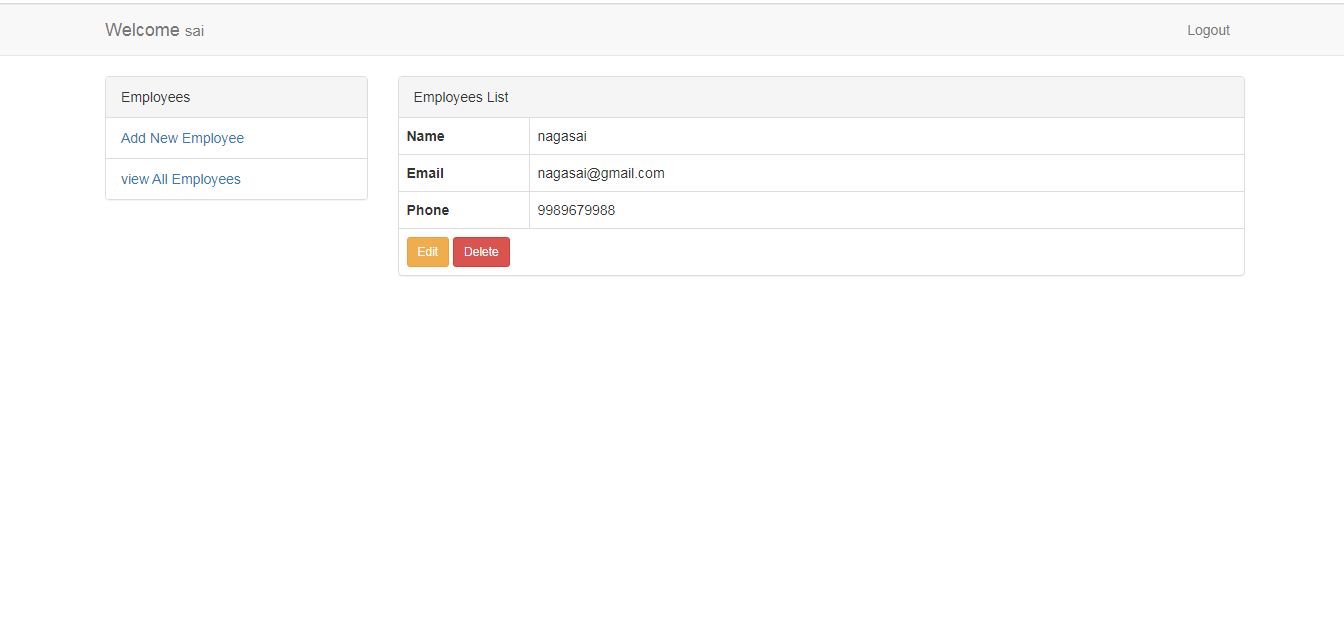 Welcome sai
Logout
Employees
Add New Employee
view All Employees
Employees List
Name nagasai
Email nagasai@gmail.com
Phone 9989679988
Edit Delete